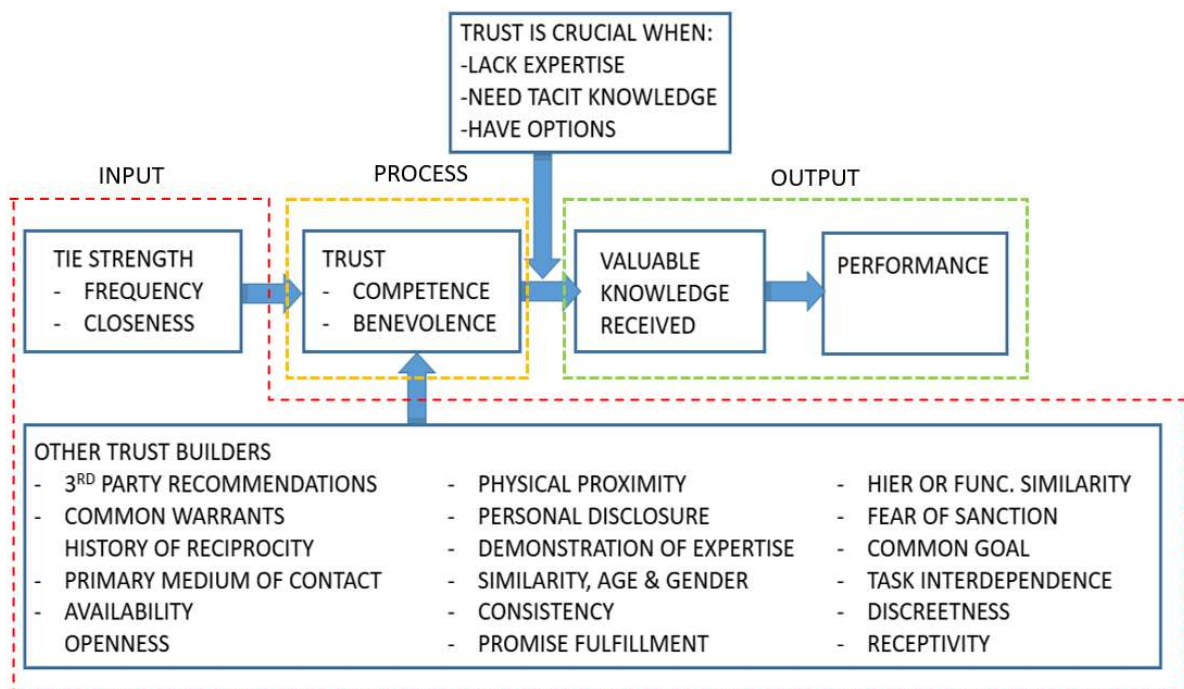 TRUST IS CRUCIAL WHEN:
-LACK EXPERTISE
-NEED TACIT KNOWLEDGE
-HAVE OPTIONS
INPUT
PROCESS
OUTPUT
TIE STRENGTH
- FREQUENCY
- CLOSENESS
TRUST
- COMPETENCE
- BENEVOLENCE
VALUABLE
KNOWLEDGE
RECEIVED
PERFORMANCE
OTHER TRUST BUILDERS
- 3RD PARTY RECOMMENDATIONS
- COMMON WARRANTS
HISTORY OF RECIPROCITY
- PRIMARY MEDIUM OF CONTACT
- AVAILABILITY
OPENNESS
- PHYSICAL PROXIMITY
- PERSONAL DISCLOSURE
- DEMONSTRATION OF EXPERTISE
- SIMILARITY, AGE & GENDER
- CONSISTENCY
- PROMISE FULFILLMENT
- HIER OR FUNC. SIMILARITY
- FEAR OF SANCTION
- COMMON GOAL
- TASK INTERDEPENDENCE
- DISCREETNESS
- RECEPTIVITY